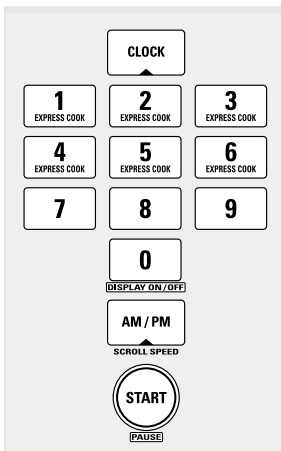 CLOCK
1 2 3
EXPRESS COOK EXPRESS COOK EXPRESS COOK
4 5 6
EXPRESS COOK EXPRESS COOK EXPRESS COOK
7 8 9
0
DISPLAY ON/OFF
AM / PM
SCROLL SPEED
START
PAUSE